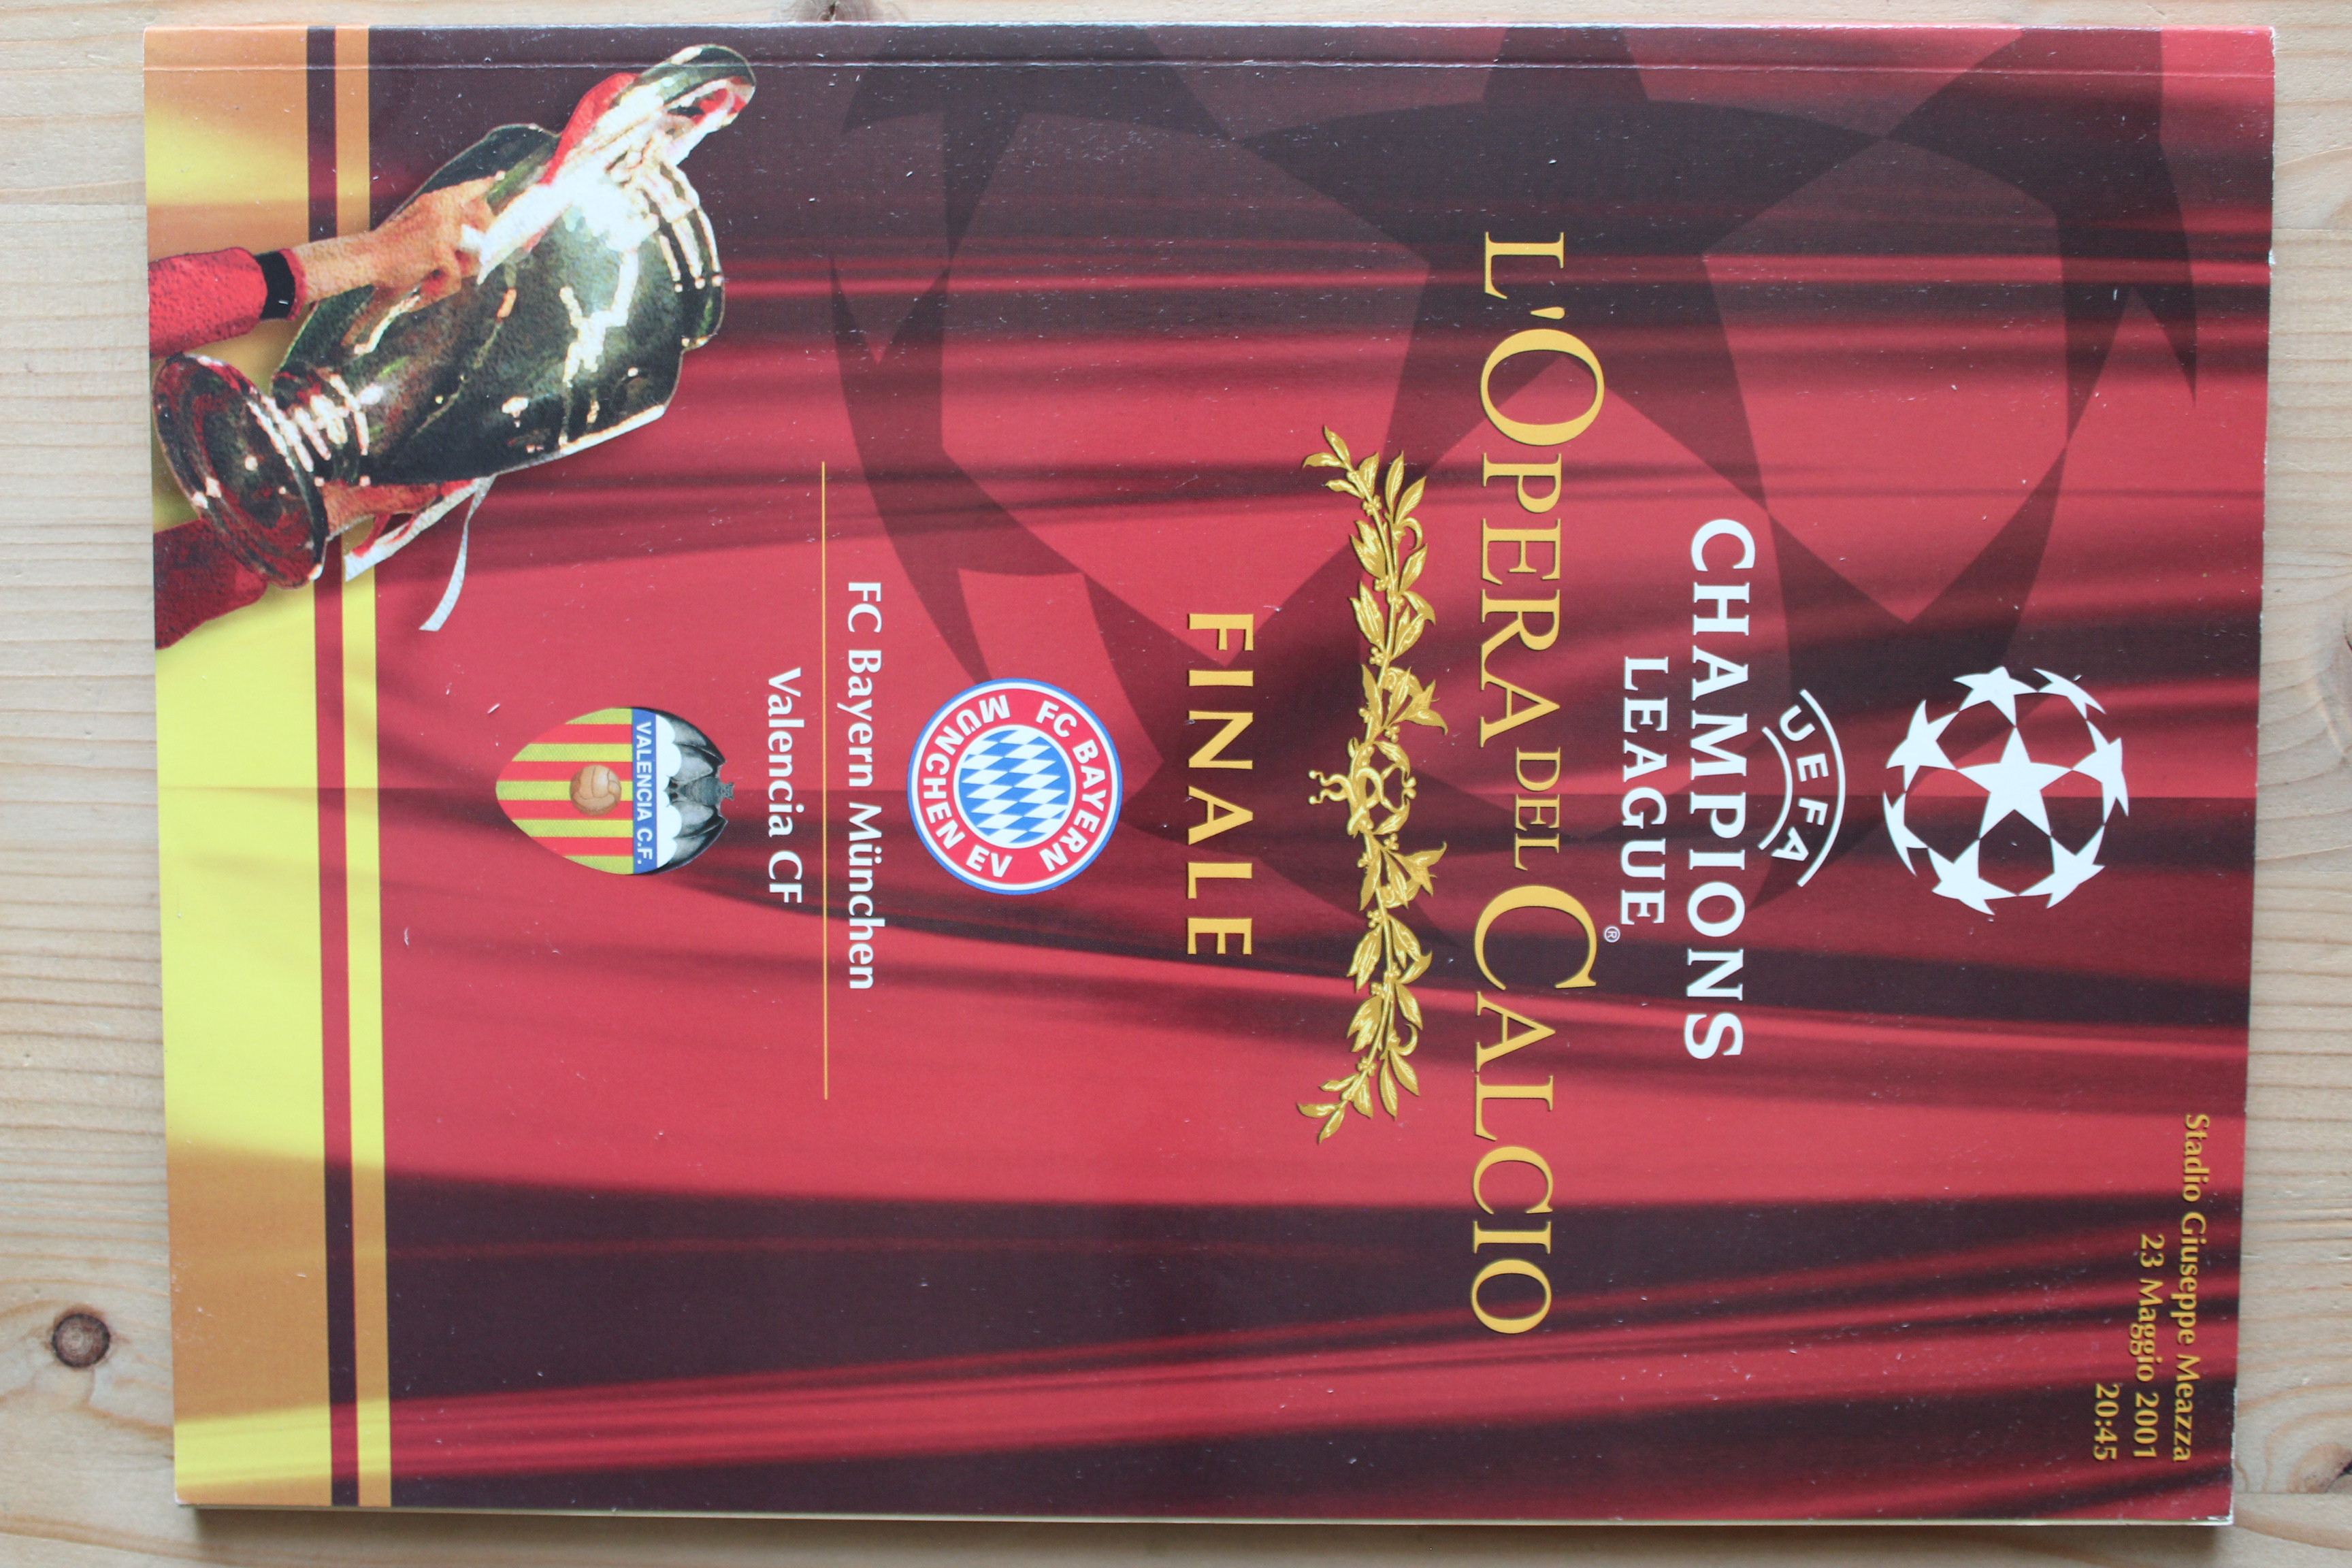 Stadio Giuseppe Meazza
23 Maggio 2001
20:45
UEFA
CHAMPIONS
LEAGUE®
L'OPERA DEL CALCIO
FINALE
FC BAYERN
MÜNCHEN EV
FC Bayern München
Valencia CF
VALENCIA C.F.